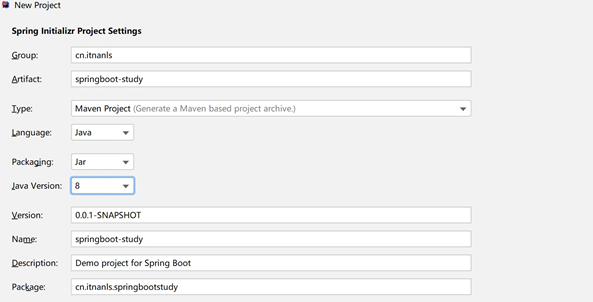 New Project
Spring Initializr Project Settings
Group: cn.itnanls
Artifact: springboot-study
Type: Maven Project (Generate a Maven based project archive.)
Language: Java
Packaging: Jar
Java Version: 8
Version: 0.0.1-SNAPSHOT
Name: springboot-study
Description: Demo project for Spring Boot
Package: cn.itnanls.springbootstudy